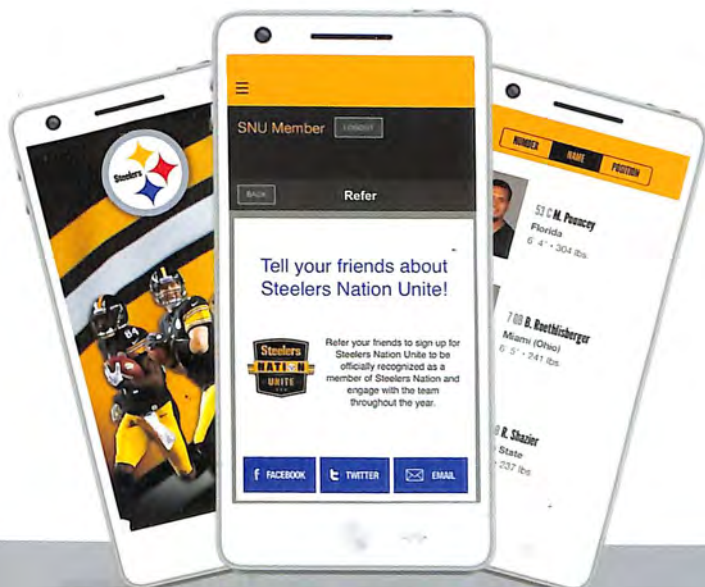 Steelers
84
SNU Member LOGOUT
BACK Refer
Tell your friends about
Steelers Nation Unite!
Steelers
NATION
UNITE
Refer your friends to sign up for
Steelers Nation Unite to be
officially recognized as a
member of Steelers Nation and
engage with the team
throughout the year.
f FACEBOOK
TWITTER
EMAIL
NUMBER NAME POSITION
53 C M. Pouncey
Florida
6' 4" • 304 lbs
7 QB B. Roethlisberger
Miami (Ohio)
6' 5" • 241 lbs
R. Shazier
State
237 lbs